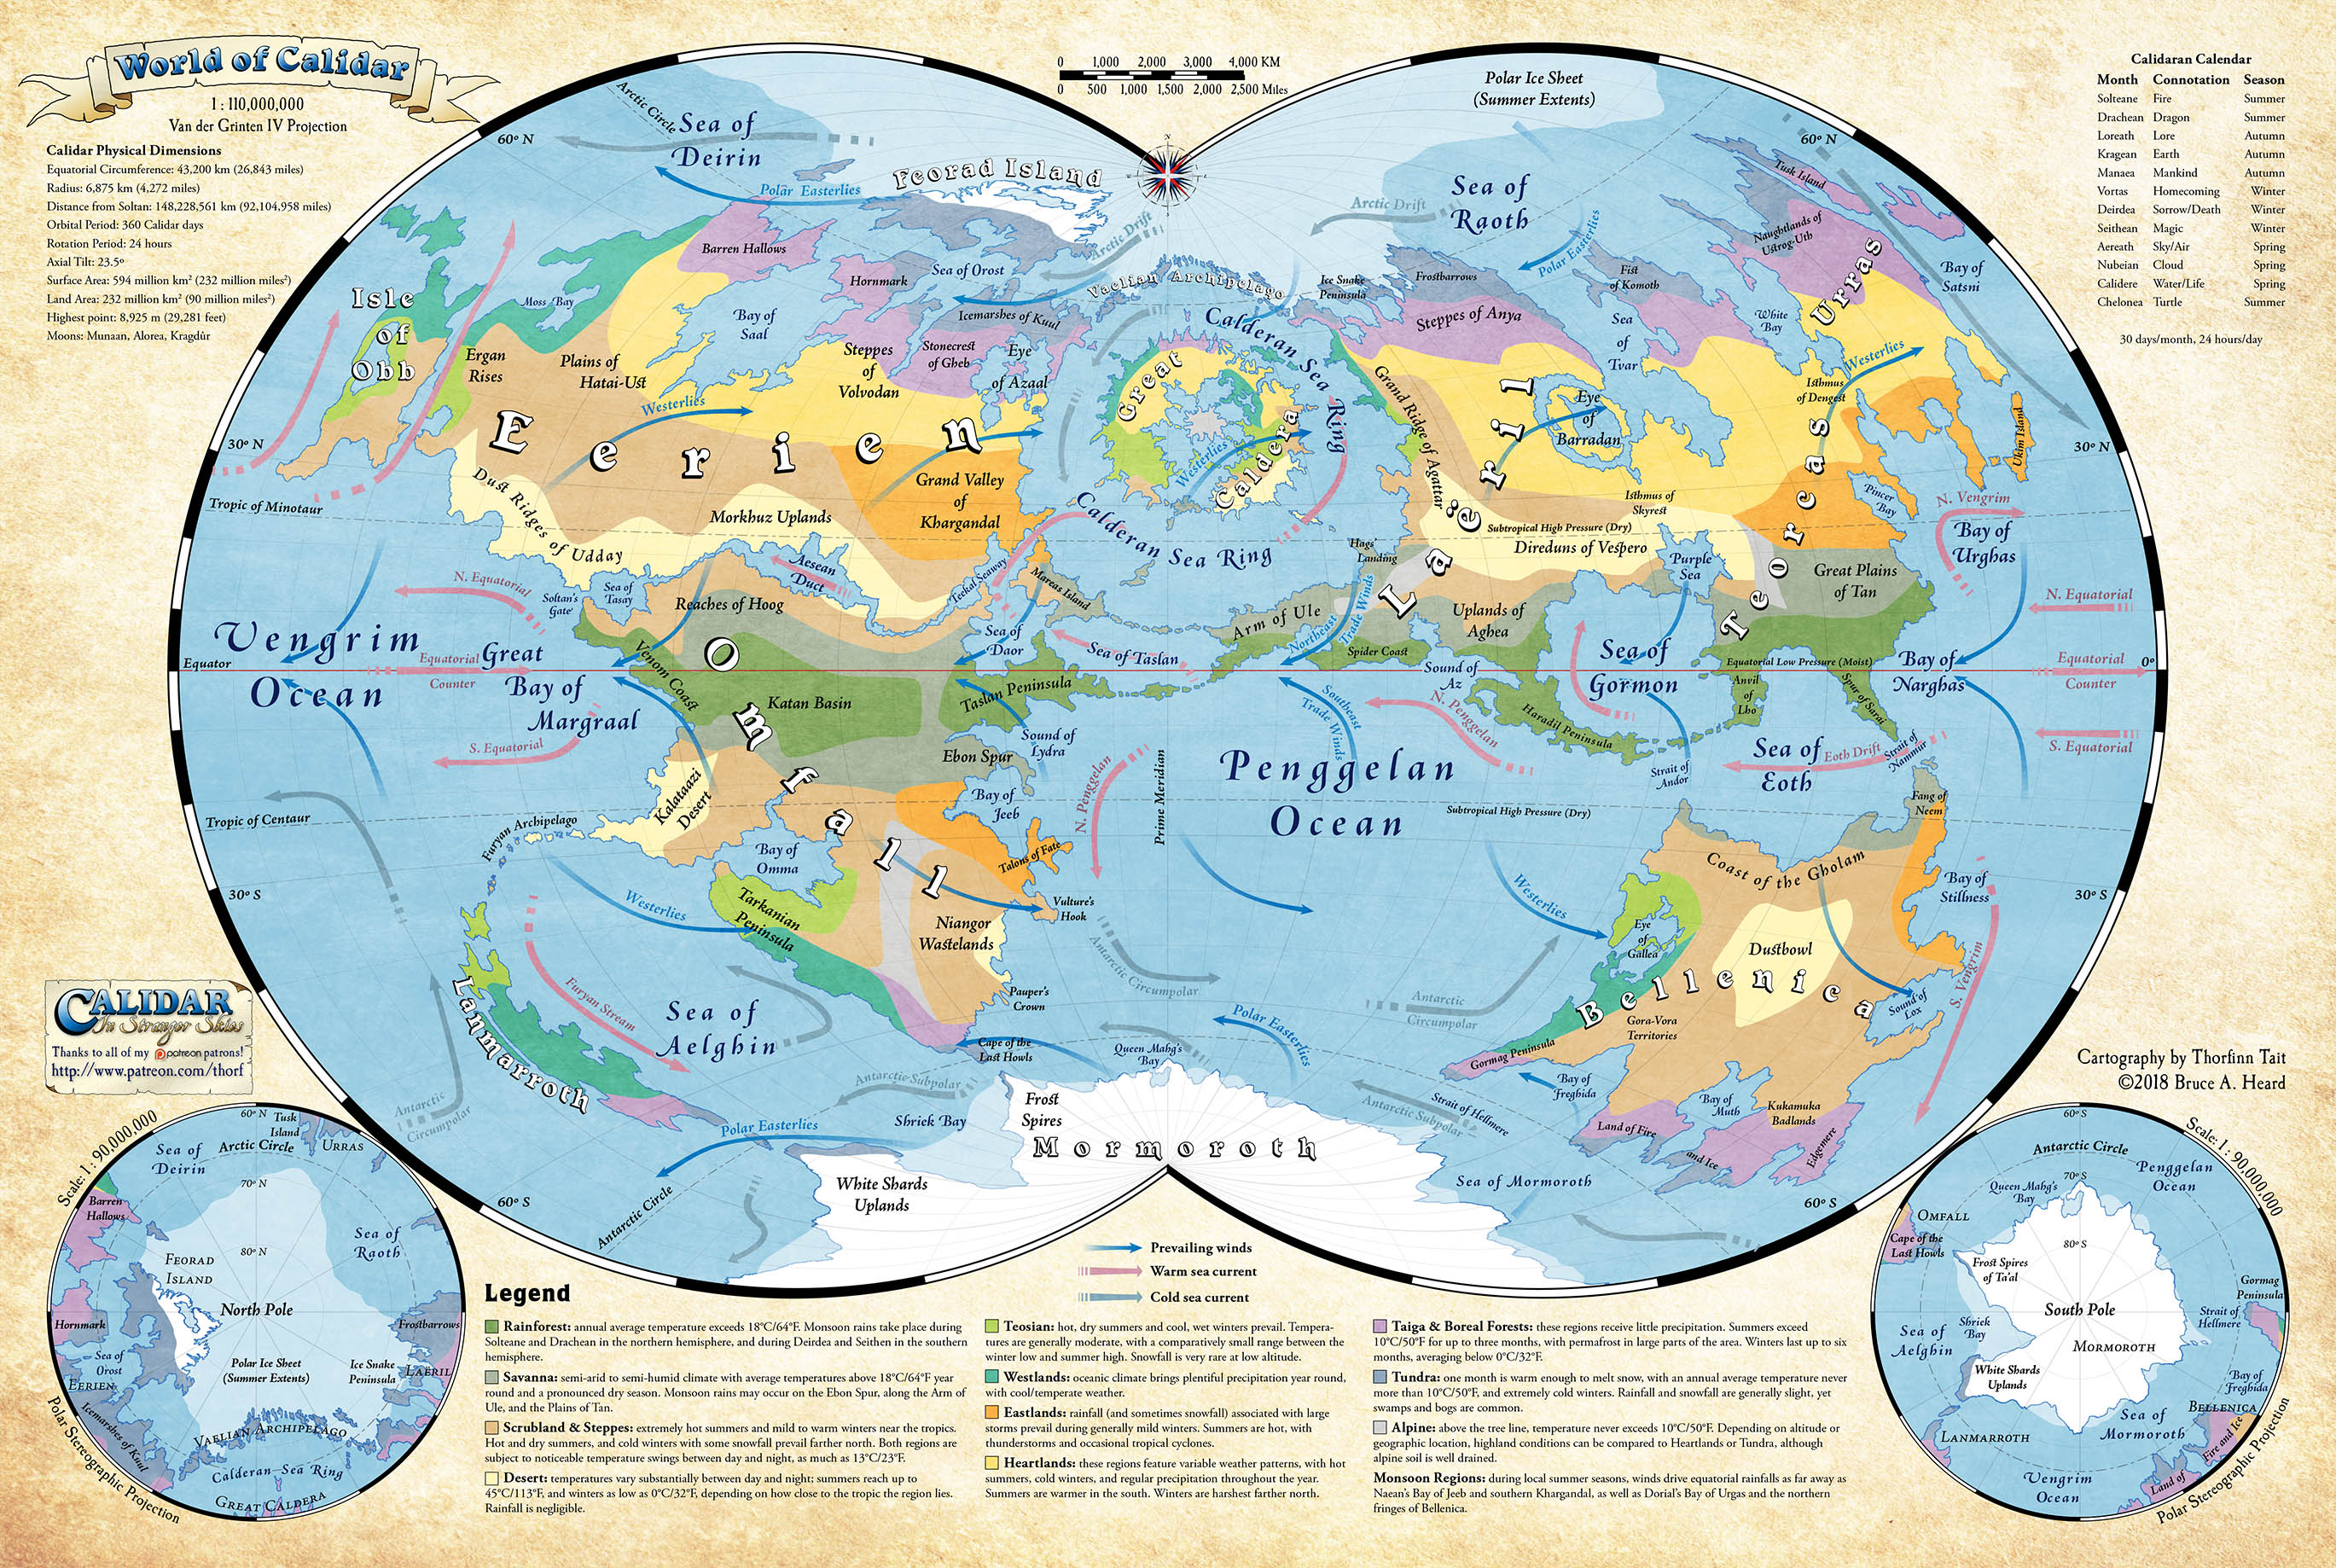 World of Calidar
1 : 110,000,000
Van der Grinten IV Projection
Calidar Physical Dimensions
Equatorial Circumference: 43,200 km (26,843 miles)
Radius: 6,875 km (4,272 miles)
Distance from Soltan: 148,228,561 km (92,104,958 miles)
Orbital Period: 360 Calidar days
Rotation Period: 24 hours
Axial Tilt: 23.5º
Surface Area: 594 million km² (232 million miles²)
Land Area: 232 million km² (90 million miles²)
Highest point: 8,925 m (29,281 feet)
Moons: Munaan, Alorea, Kragdûr
0 1,000 2,000 3,000 4,000 KM
0 500 1,000 1,500 2,000 2,500 Miles
Calidaran Calendar
Month Connotation Season
Solteane Fire Summer
Drachean Dragon Summer
Loreath Lore Autumn
Kragean Earth Autumn
Manaea Mankind Autumn
Vortas Homecoming Winter
Deirdea Sorrow/Death Winter
Seithean Magic Winter
Aereath Sky/Air Spring
Nubeian Cloud Spring
Calidere Water/Life Spring
Chelonea Turtle Summer
30 days/month, 24 hours/day
N
60º N
Arctic Circle
Sea of
Deirin
Polar Easterlies
Feorad Island
Arctic Drift
Polar Ice Sheet
(Summer Extents)
Sea of
Raoth
Arctic Drift
Polar Easterlies
60º N
Tusk Island
Naughtlands of
Ustrog-Uth
Urras
Bay of
Satsni
Isle
of
Obb
Moss Bay
Barren Hallows
Hornmark
Sea of Orost
Icemarshes of Kuul
Bay of
Saal
Vaelian Archipelago
Ice Snake
Peninsula
Frostbarrows
Fist
of Komoth
Steppes of Anya
Sea
of
Tvar
White
Bay
Ergan
Rises
Plains of
Hatai-Ust
Steppes
of
Volvodan
Stonecrest
of Gheb
Eye
of Azaal
Westerlies
Eerien
Great
Caldera
Calderan Sea Ring
Westerlies
Grand Ridge of Agattar
Laëril
Eye
of
Barradan
Westerlies
Isthmus
of Dengest
Ukim Island
30º N
30º N
Tropic of Minotaur
Dust Ridges of Udday
Morkhuz Uplands
Grand Valley
of
Khargandal
Calderan Sea Ring
Isthmus of
Skyrest
Subtropical High Pressure (Dry)
Direduns of Vespero
Teoreas
Pincer
Bay
N. Vengrim
Bay of
Urghas
Hags'
Landing
Purple
Sea
Great Plains
of Tan
N. Equatorial
Soltan's
Gate
Sea of
Tasay
Aesean
Duct
Reaches of Hoog
Teekal Seaway
Mareas Island
Arm of Ule
Northeast
Trade Winds
Uplands of
Aghea
N. Equatorial
Vengrim
Ocean
Equator
Equatorial
Counter
Great
Bay of
Margraal
Venom Coast
Sea of
Daor
Sea of Taslan
Spider Coast
Sound of
Az
Sea of
Gormon
Equatorial Low Pressure (Moist)
Bay of
Narghas
Equatorial
Counter
0º
Omfall
Katan Basin
Taslan Peninsula
Southeast
Trade Winds
N. Penggelan
Haradil Peninsula
Anvil
of
Lho
Spur of Sarai
S. Equatorial
Sound of
Lydra
Ebon Spur
Strait of
Andor
Sea of
Eoth
Eoth Drift
Strait of
Namur
S. Equatorial
Kalataazi
Desert
Bay of
Jeeb
N. Penggelan
Prime Meridian
Penggelan
Ocean
Subtropical High Pressure (Dry)
Fang of
Neem
Tropic of Centaur
Furyan Archipelago
Bay of
Omma
Talons of Fate
Coast of the Gholam
30º S
Westerlies
Tarkanian
Peninsula
Niangor
Wastelands
Vulture's
Hook
Westerlies
Eye
of
Gallea
Dustbowl
Bay of
Stillness
30º S
Furyan Stream
Antarctic
Circumpolar
Antarctic
Circumpolar
Bellenica
S. Vengrim
Lanmarroth
Sea of
Aelghin
Pauper's
Crown
Polar Easterlies
Gora-Vora
Territories
Sound of
Lox
Cape of the
Last Howls
Queen Mahg's
Bay
Gormag Peninsula
Antarctic
Circumpolar
Antarctic Subpolar
Bay of
Freghida
Antarctic Subpolar
Strait of Hellmere
Bay of
Muth
Kukamuka
Badlands
Polar Easterlies
Shriek Bay
Frost
Spires
Mormoroth
Land of Fire
and Ice
Edgemere
White Shards
Uplands
Sea of Mormoroth
60º S
60º S
Antarctic Circle
CALIDAR
In Stranger Skies
Thanks to all of my patreon patrons!
http://www.patreon.com/thorf
Cartography by Thorfinn Tait
©2018 Bruce A. Heard
Scale: 1 : 90,000,000
60º N
Tusk
Island
Arctic Circle
URRAS
Sea of
Deirin
70º N
Barren
Hallows
Sea of
Raoth
80º N
FEORAD
ISLAND
North Pole
Hornmark
Frostbarrows
Sea of
Orost
Polar Ice Sheet
(Summer Extents)
Ice Snake
Peninsula
LAËRIL
EERIEN
Icemarshes of Kuul
VAELIAN ARCHIPELAGO
Calderan Sea Ring
GREAT CALDERA
Polar Stereographic Projection
Scale: 1 : 90,000,000
60º S
Antarctic Circle
Penggelan
Ocean
Queen Mahg's
Bay
70º S
OMFALL
Cape of the
Last Howls
80º S
Frost Spires
of Ta'al
Gormag
Peninsula
South Pole
Strait of
Hellmere
Shriek
Bay
MORMOROTH
Sea of
Aelghin
White Shards
Uplands
Bay of
Freghida
BELLENICA
Sea of
Mormoroth
LANMARROTH
Land of
Fire and Ice
Vengrim
Ocean
Polar Stereographic Projection
Prevailing winds
Warm sea current
Cold sea current
Legend
Rainforest: annual average temperature exceeds 18°C/64°F. Monsoon rains take place during
Solteane and Drachean in the northern hemisphere, and during Deirdea and Seithen in the southern
hemisphere.
Savanna: semi-arid to semi-humid climate with average temperatures above 18°C/64°F year
round and a pronounced dry season. Monsoon rains may occur on the Ebon Spur, along the Arm of
Ule, and the Plains of Tan.
Scrubland & Steppes: extremely hot summers and mild to warm winters near the tropics.
Hot and dry summers, and cold winters with some snowfall prevail farther north. Both regions are
subject to noticeable temperature swings between day and night, as much as 13°C/23°F.
Desert: temperatures vary substantially between day and night; summers reach up to
45°C/113°F, and winters as low as 0°C/32°F, depending on how close to the tropic the region lies.
Rainfall is negligible.
Teosian: hot, dry summers and cool, wet winters prevail. Tempera-
tures are generally moderate, with a comparatively small range between the
winter low and summer high. Snowfall is very rare at low altitude.
Westlands: oceanic climate brings plentiful precipitation year round,
with cool/temperate weather.
Eastlands: rainfall (and sometimes snowfall) associated with large
storms prevail during generally mild winters. Summers are hot, with
thunderstorms and occasional tropical cyclones.
Heartlands: these regions feature variable weather patterns, with hot
summers, cold winters, and regular precipitation throughout the year.
Summers are warmer in the south. Winters are harshest farther north.
Taiga & Boreal Forests: these regions receive little precipitation. Summers exceed
10°C/50°F for up to three months, with permafrost in large parts of the area. Winters last up to six
months, averaging below 0°C/32°F.
Tundra: one month is warm enough to melt snow, with an annual average temperature never
more than 10°C/50°F, and extremely cold winters. Rainfall and snowfall are generally slight, yet
swamps and bogs are common.
Alpine: above the tree line, temperature never exceeds 10°C/50°F. Depending on altitude or
geographic location, highland conditions can be compared to Heartlands or Tundra, although
alpine soil is well drained.
Monsoon Regions: during local summer seasons, winds drive equatorial rainfalls as far away as
Naean's Bay of Jeeb and southern Khargandal, as well as Dorial's Bay of Urgas and the northern
fringes of Bellenica.